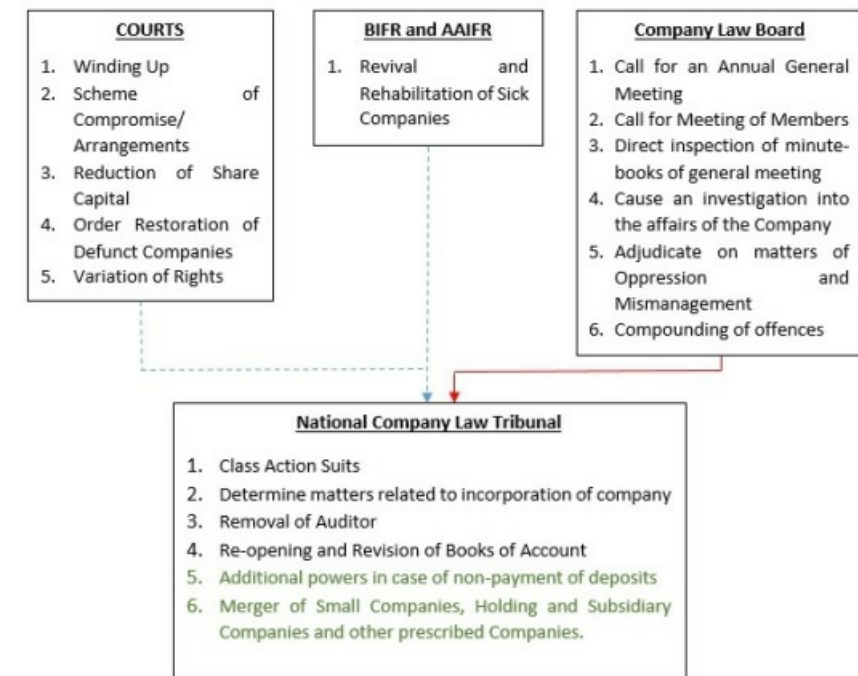 COURTS
1. Winding Up
2. Scheme of
Compromise/
Arrangements
3. Reduction of Share
Capital
4. Order Restoration of
Defunct Companies
5. Variation of Rights
BIFR and AAIFR
1. Revival and
Rehabilitation of Sick
Companies
Company Law Board
1. Call for an Annual General
Meeting
2. Call for Meeting of Members
3. Direct inspection of minute-
books of general meeting
4. Cause an investigation into
the affairs of the Company
5. Adjudicate on matters of
Oppression and
Mismanagement
6. Compounding of offences
National Company Law Tribunal
1. Class Action Suits
2. Determine matters related to incorporation of company
3. Removal of Auditor
4. Re-opening and Revision of Books of Account
5. Additional powers in case of non-payment of deposits
6. Merger of Small Companies, Holding and Subsidiary
Companies and other prescribed Companies.